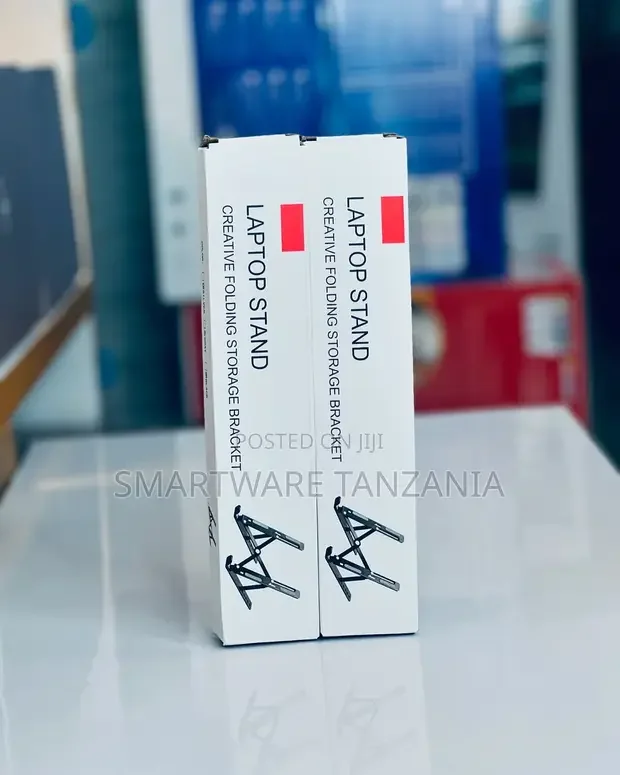 LAPTOP STAND
CREATIVE FOLDING STORAGE BRACKET
LAPTOP STAND
CREATIVE FOLDING STORAGE BRACKET
POSTED ON JIJI
SMARTWARE TANZANIA